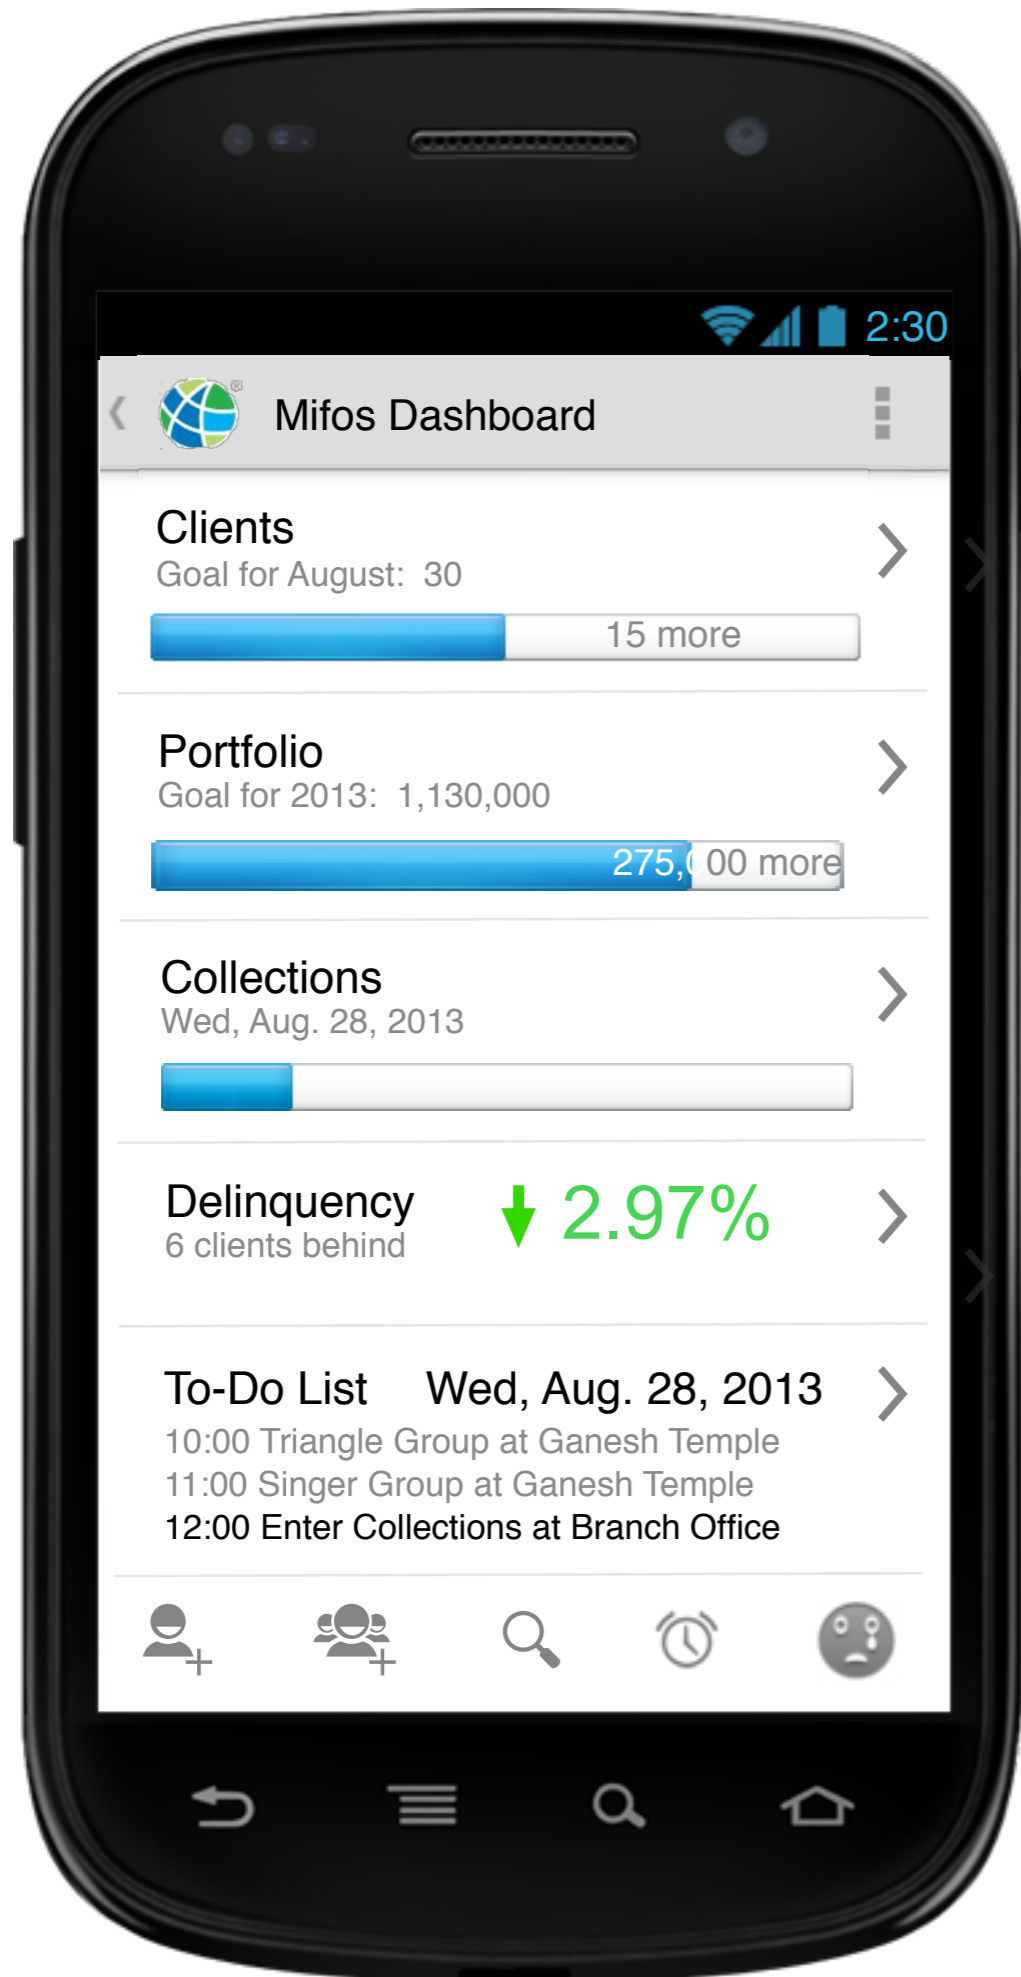 2:30
Mifos Dashboard
Clients
Goal for August:  30
15 more
Portfolio
Goal for 2013:  1,130,000
275,000 more
Collections
Wed, Aug. 28, 2013
Delinquency
2.97%
6 clients behind
To-Do List Wed, Aug. 28, 2013
10:00 Triangle Group at Ganesh Temple
11:00 Singer Group at Ganesh Temple
12:00 Enter Collections at Branch Office